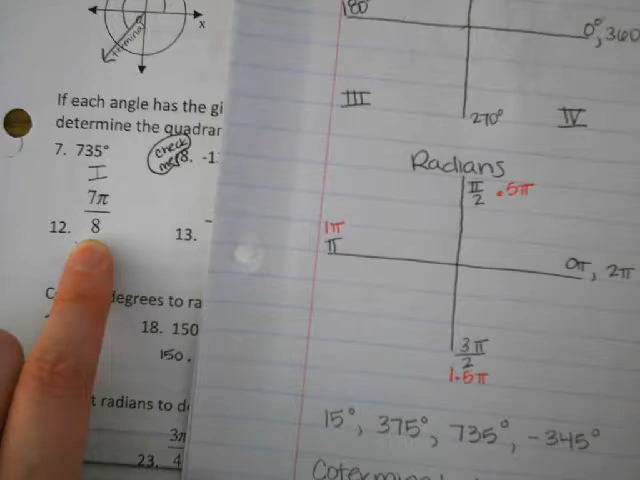 terminal
x
If each angle has the gi
determine the quadrar
7. 735°
I
check
8. -1
12. 7π/8
13.
degrees to ra
18. 150
150.
t radians to d
23. 3π/4
180
0°, 360
III
270°
IV
Radians
π/2 .5π
1π
π
0π, 2π
3π/2
1.5π
15°, 375°, 735°, -345°
Cotermin